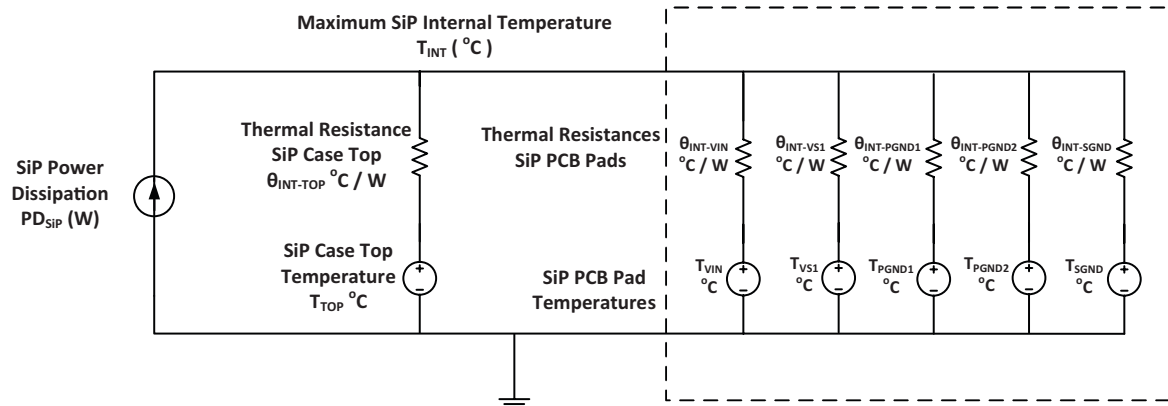 Maximum SiP Internal Temperature
T_INT ( °C )
Thermal Resistance
SiP Case Top
θ_INT-TOP °C / W
Thermal Resistances
SiP PCB Pads
θ_INT-VIN
°C / W
θ_INT-VS1
°C / W
θ_INT-PGND1
°C / W
θ_INT-PGND2
°C / W
θ_INT-SGND
°C / W
SiP Power
Dissipation
PD_SiP (W)
SiP Case Top
Temperature
T_TOP °C
SiP PCB Pad
Temperatures
T_VIN
°C
T_VS1
°C
T_PGND1
°C
T_PGND2
°C
T_SGND
°C